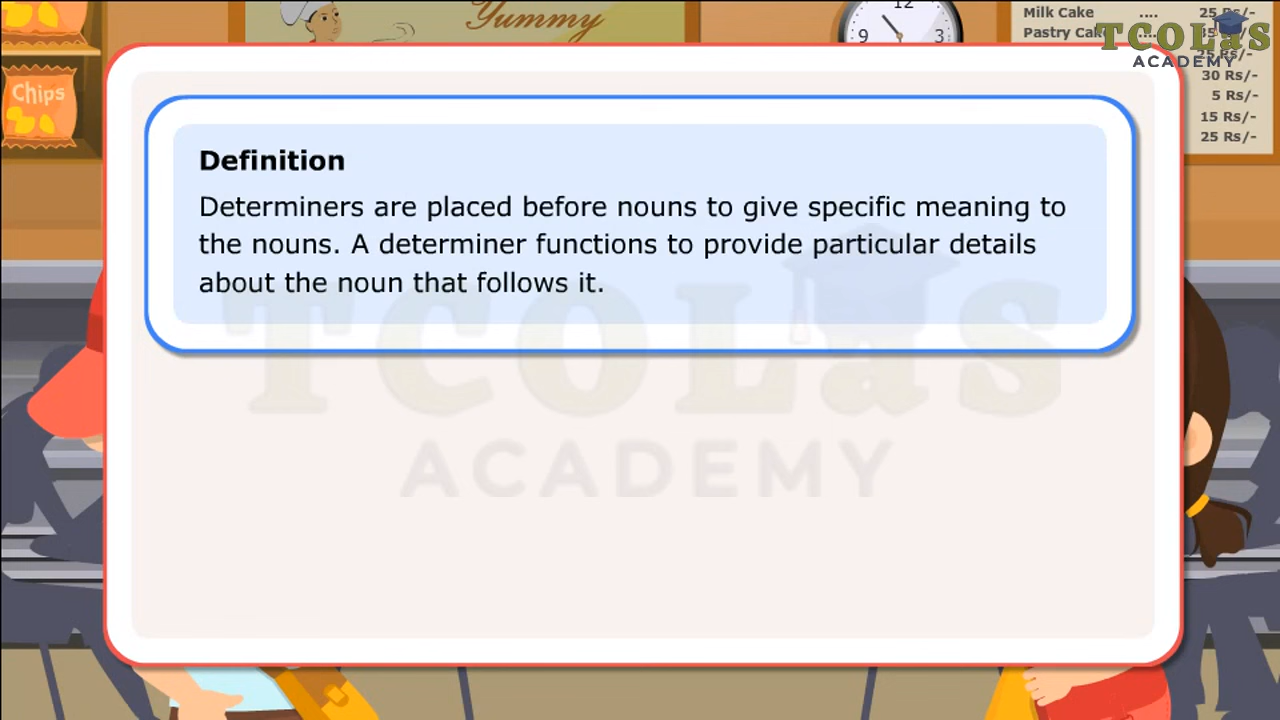 Yummy
12
9
3
Milk Cake .... 25 Rs/-
Pastry Cake....
TCOLaS
ACADEMY
Chips
30 Rs/-
5 Rs/-
15 Rs/-
25 Rs/-
Definition
Determiners are placed before nouns to give specific meaning to
the nouns. A determiner functions to provide particular details
about the noun that follows it.
TCOLaS
ACADEMY